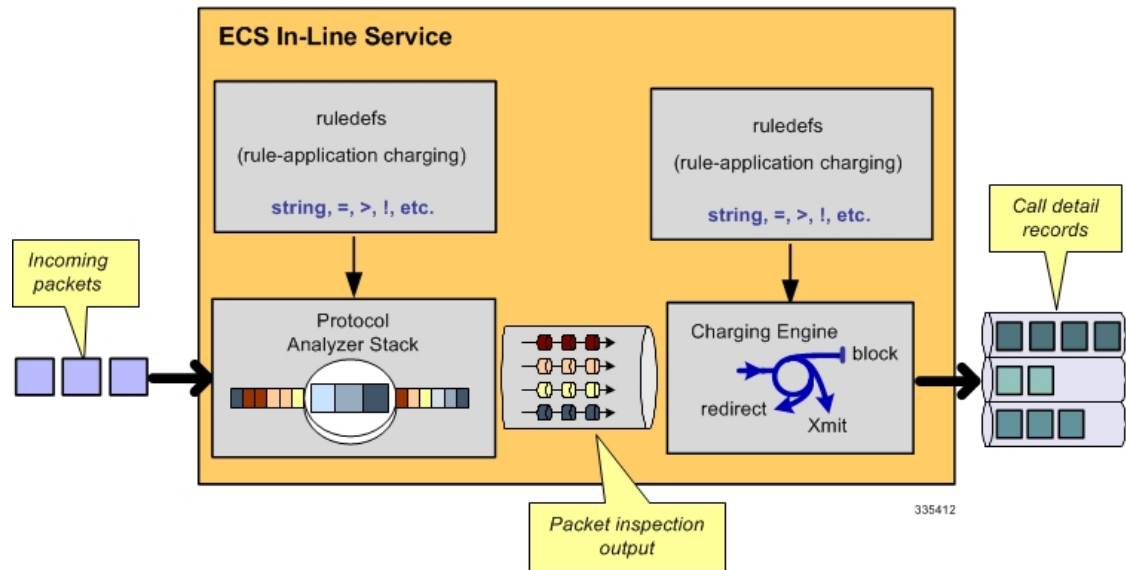 ECS In-Line Service
ruledefs
(rule-application charging)
string, =, >, !, etc.
ruledefs
(rule-application charging)
string, =, >, !, etc.
Incoming
packets
Call detail
records
Protocol
Analyzer Stack
Charging Engine
block
redirect
Xmit
Packet inspection
output
335412